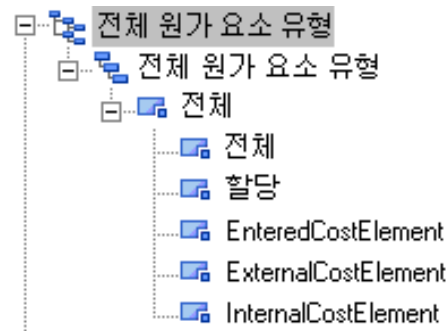 전체 원가 요소 유형
전체 원가 요소 유형
전체
전체
할당
EnteredCostElement
ExternalCostElement
InternalCostElement